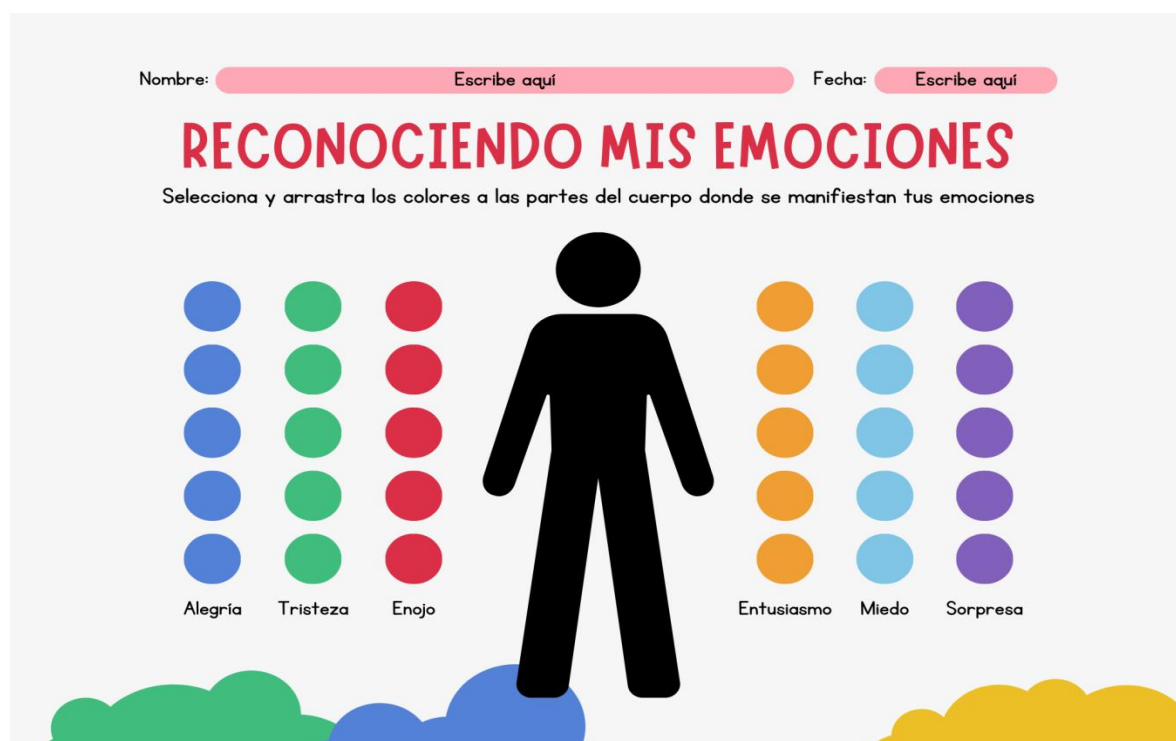 Nombre: Escribe aquí Fecha: Escribe aquí
RECONOCIENDO MIS EMOCIONES
Selecciona y arrastra los colores a las partes del cuerpo donde se manifiestan tus emociones
Alegría Tristeza Enojo Entusiasmo Miedo Sorpresa